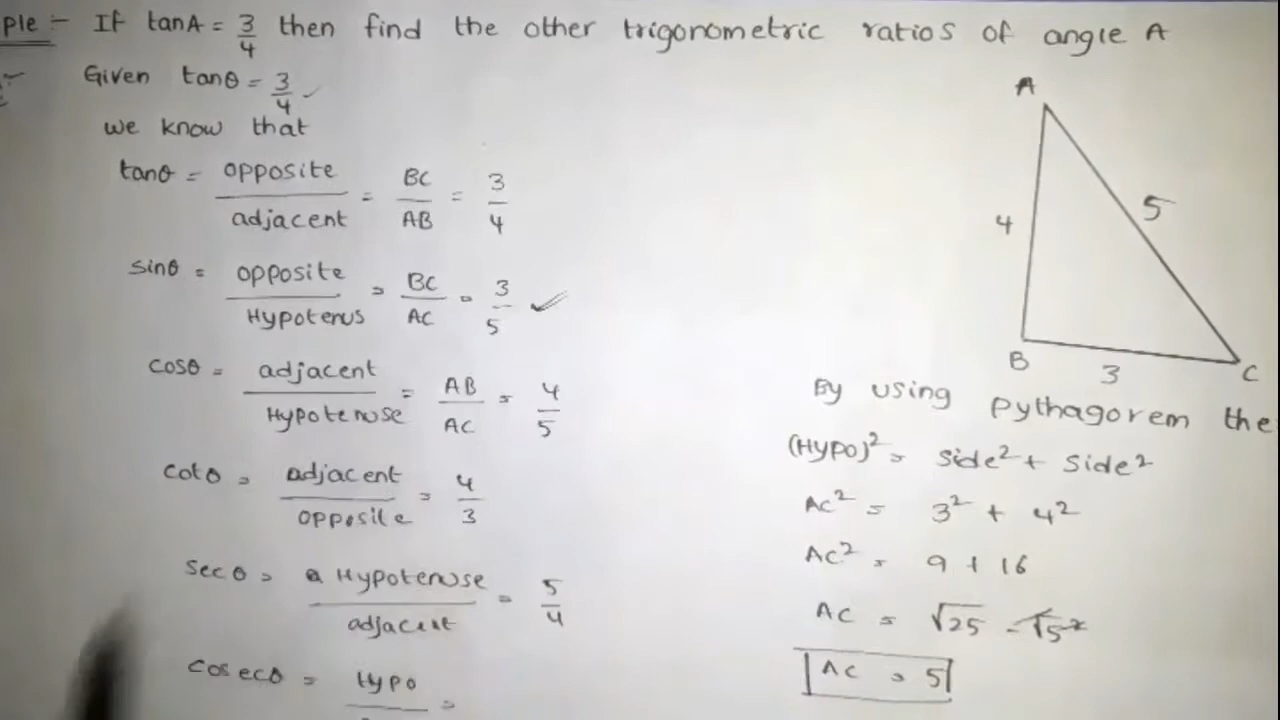 ple :- If tanA = 3/4 then find the other trigonometric ratios of angle A
Given tanθ = 3/4 ✓
we know that
tanθ = opposite/adjacent = BC/AB = 3/4
sinθ = opposite/Hypotenus = BC/AC = 3/5 ✓
cosθ = adjacent/Hypotenuse = AB/AC = 4/5
cotθ = adjacent/opposite = 4/3
secθ = Hypotenuse/adjacent = 5/4
cosecθ = Hypo/ =
A
4
5
B
3
C
By using pythagorem the
(Hypo)² = side² + side²
AC² = 3² + 4²
AC² = 9 + 16
AC = √25 = √5²
AC = 5